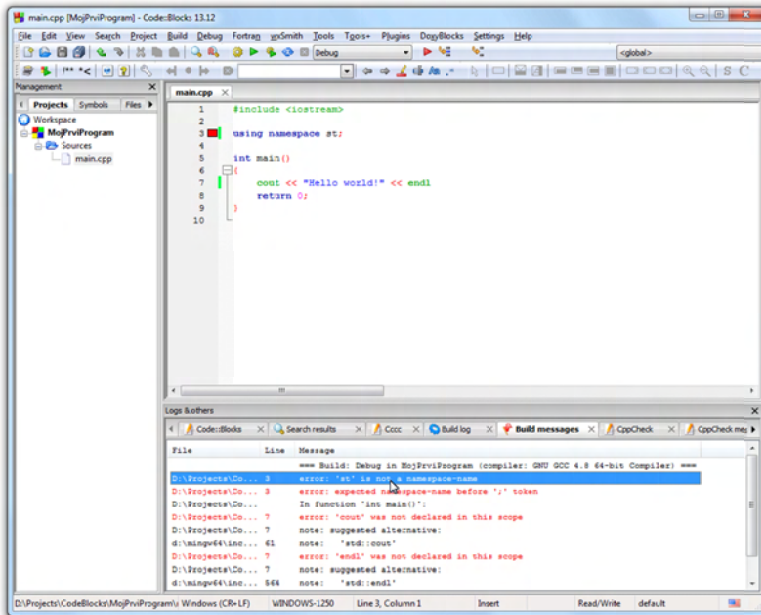 main.cpp [MojPrviProgram] - Code::Blocks 13.12
File Edit View Search Project Build Debug Fortran wxSmith Tools Tools+ Plugins DoxyBlocks Settings Help
Debug <global>
/** *< S C
Management
Projects Symbols Files
Workspace
MojPrviProgram
Sources
main.cpp
main.cpp
1 #include <iostream>
2
3 using namespace st;
4
5 int main()
6 {
7 cout << "Hello world!" << endl
8 return 0;
9 }
10
Logs & others
Code::Blocks Search results Cccc Build log Build messages CppCheck CppCheck mes
File Line Message
=== Build: Debug in MojPrviProgram (compiler: GNU GCC 4.8 64-bit Compiler) ===
D:\Projects\Co... 3 error: 'st' is not a namespace-name
D:\Projects\Co... 3 error: expected namespace-name before ';' token
D:\Projects\Co... In function 'int main()':
D:\Projects\Co... 7 error: 'cout' was not declared in this scope
D:\Projects\Co... 7 note: suggested alternative:
d:\mingw64\inc... 61 note: 'std::cout'
D:\Projects\Co... 7 error: 'endl' was not declared in this scope
D:\Projects\Co... 7 note: suggested alternative:
d:\mingw64\inc... 564 note: 'std::endl'
D:\Projects\CodeBlocks\MojPrviProgram\ Windows (CR+LF) WINDOWS-1250 Line 3, Column 1 Insert Read/Write default